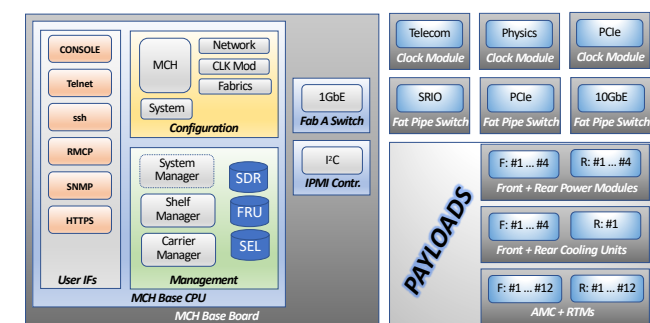 CONSOLE
Telnet
ssh
RMCP
SNMP
HTTPS
User IFs
MCH
Network
CLK Mod
Fabrics
System
Configuration
System
Manager
Shelf
Manager
Carrier
Manager
SDR
FRU
SEL
Management
MCH Base CPU
1GbE
Fab A Switch
I²C
IPMI Contr.
MCH Base Board
Telecom
Clock Module
Physics
Clock Module
PCIe
Clock Module
SRIO
Fat Pipe Switch
PCIe
Fat Pipe Switch
10GbE
Fat Pipe Switch
PAYLOADS
F: #1 ... #4
R: #1 ... #4
Front + Rear Power Modules
F: #1 ... #4
R: #1
Front + Rear Cooling Units
F: #1 ... #12
R: #1 ... #12
AMC + RTMs